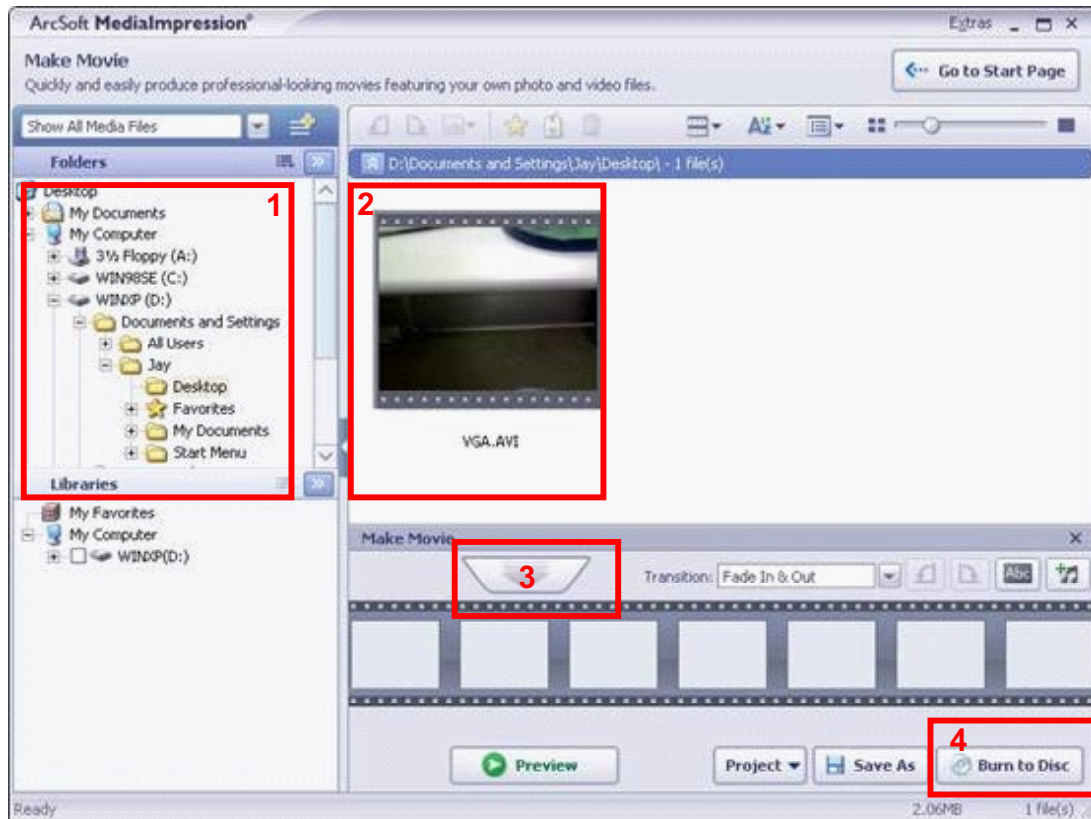 ArcSoft MediaImpression® Extras
Make Movie
Quickly and easily produce professional-looking movies featuring your own photo and video files.
Go to Start Page
Show All Media Files
Folders
D:\Documents and Settings\Jay\Desktop\ - 1 file(s)
Desktop
1
My Documents
My Computer
3½ Floppy (A:)
WIN98SE (C:)
WINXP (D:)
Documents and Settings
All Users
Jay
Desktop
Favorites
My Documents
Start Menu
Libraries
My Favorites
My Computer
WINXP(D:)
2
VGA.AVI
Make Movie
3
Transition: Fade In & Out
Abc
4
Preview
Project
Save As
Burn to Disc
Ready
2.06MB
1 file(s)